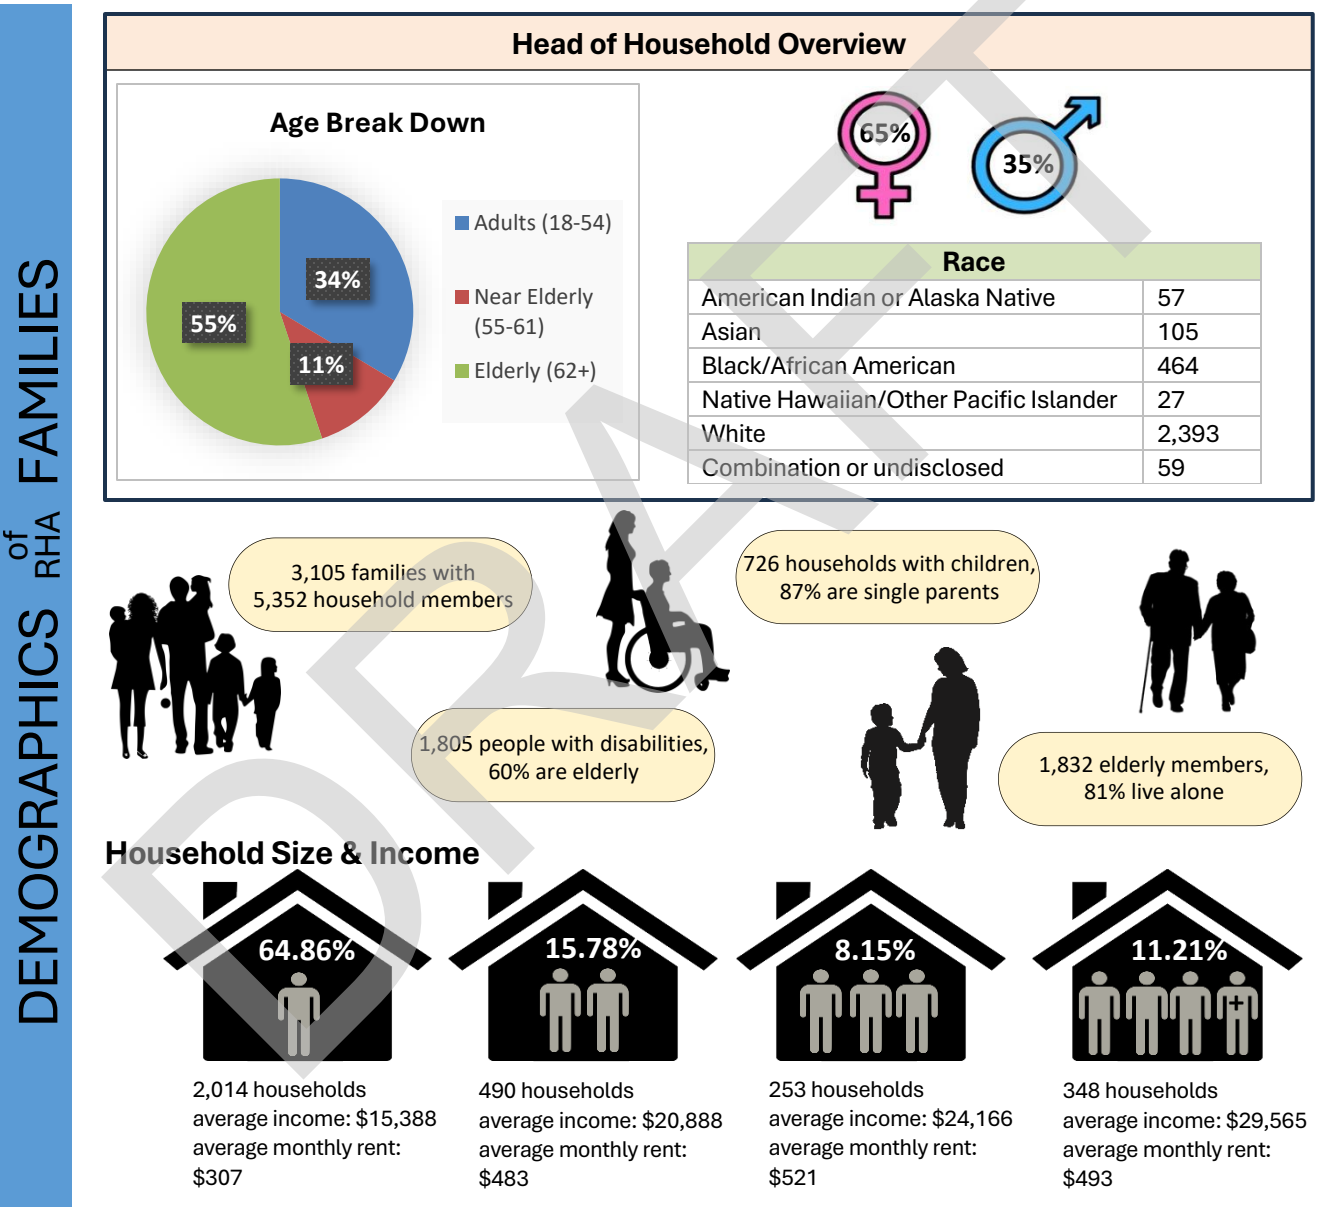 DEMOGRAPHICS of RHA FAMILIES
Head of Household Overview
Age Break Down
34%
11%
55%
Adults (18-54)
Near Elderly
(55-61)
Elderly (62+)
65%
35%
Race
American Indian or Alaska Native 57
Asian 105
Black/African American 464
Native Hawaiian/Other Pacific Islander 27
White 2,393
Combination or undisclosed 59
3,105 families with
5,352 household members
726 households with children,
87% are single parents
1,805 people with disabilities,
60% are elderly
1,832 elderly members,
81% live alone
Household Size & Income
64.86%
2,014 households
average income: $15,388
average monthly rent:
$307
15.78%
490 households
average income: $20,888
average monthly rent:
$483
8.15%
253 households
average income: $24,166
average monthly rent:
$521
11.21%
+
348 households
average income: $29,565
average monthly rent:
$493
DRAFT